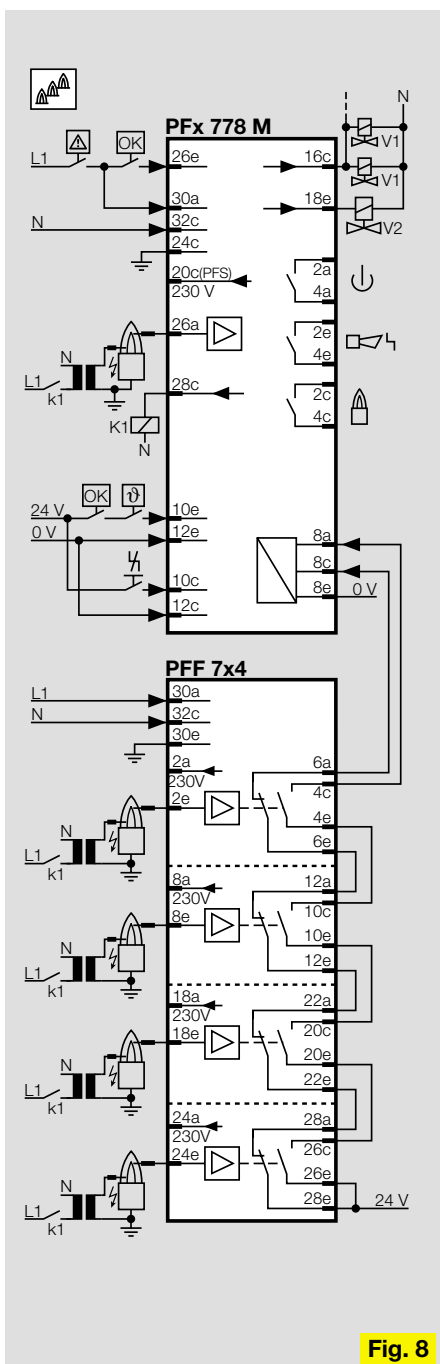 PFx 778 M
N
L1
OK
26e
16c
V1
V1
30a
18e
N
32c
V2
24c
20c(PFS)
230 V
2a
4a
26a
2e
4e
N
L1
k1
28c
2c
4c
K1
N
OK
ϑ
24 V
10e
0 V
12e
8a
10c
8c
12c
8e
0 V
PFF 7x4
L1
30a
N
32c
30e
2a
230V
6a
2e
4c
4e
N
6e
L1
k1
8a
230V
12a
8e
10c
10e
N
12e
L1
k1
18a
230V
22a
18e
20c
20e
N
22e
L1
k1
24a
230V
28a
24e
26c
26e
N
28e
24 V
L1
k1
Fig. 8